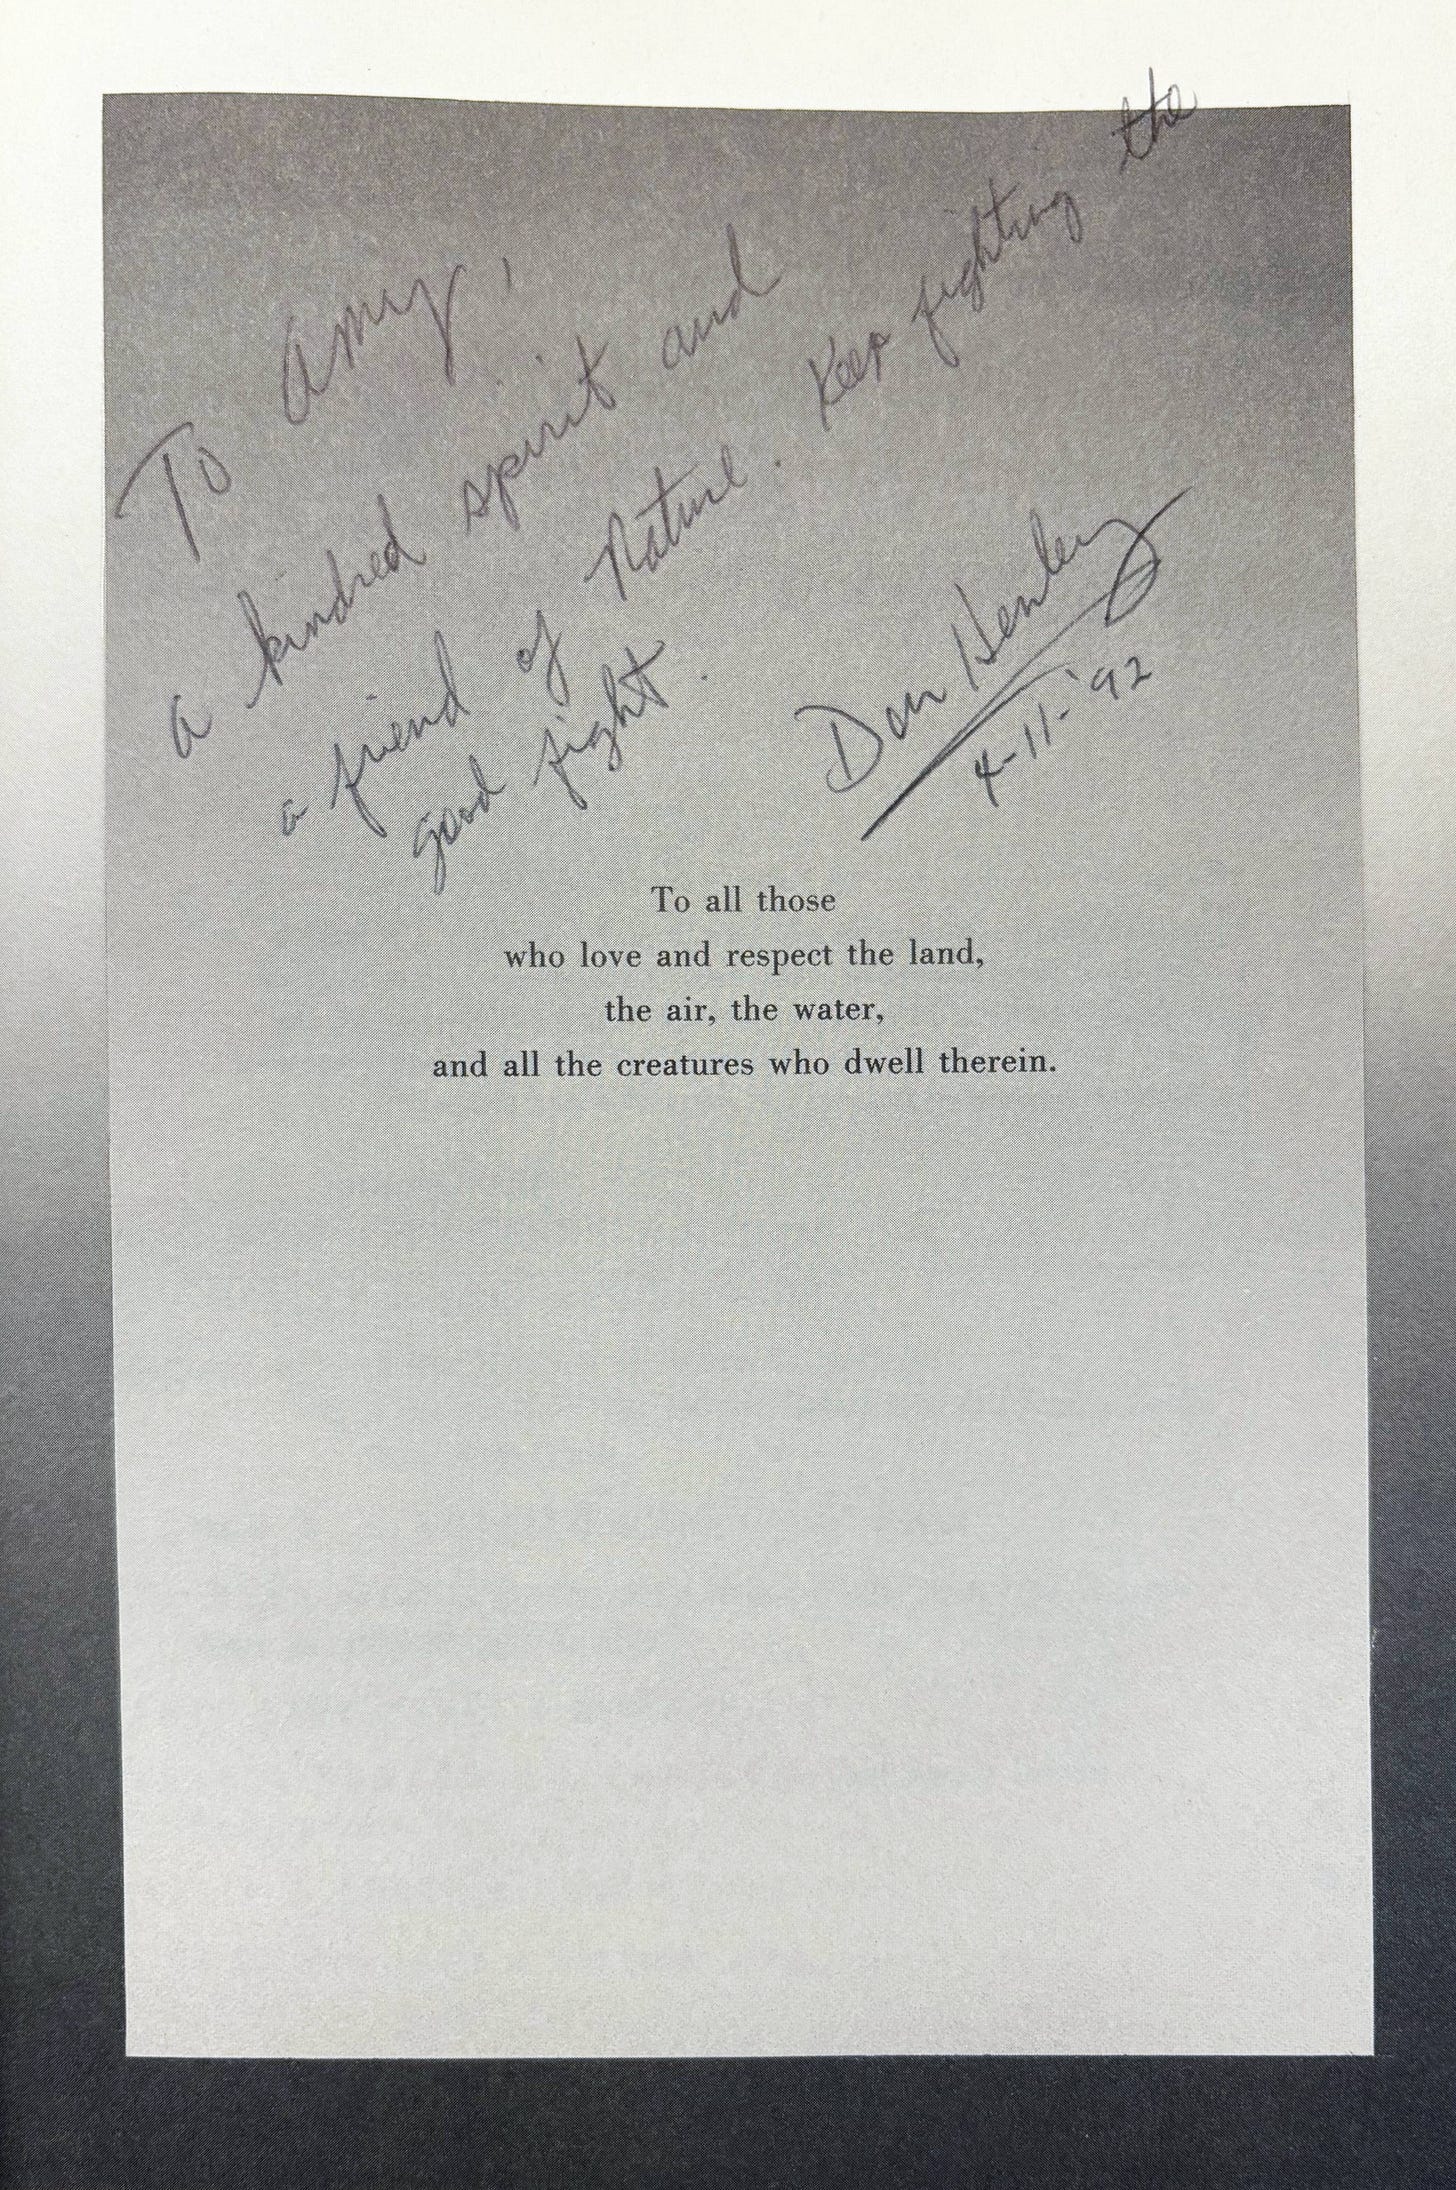 To Amy,
a kindred spirit and
a friend of Nature. Keep fighting the
good fight.
Don Henley
4-11-'92
To all those
who love and respect the land,
the air, the water,
and all the creatures who dwell therein.